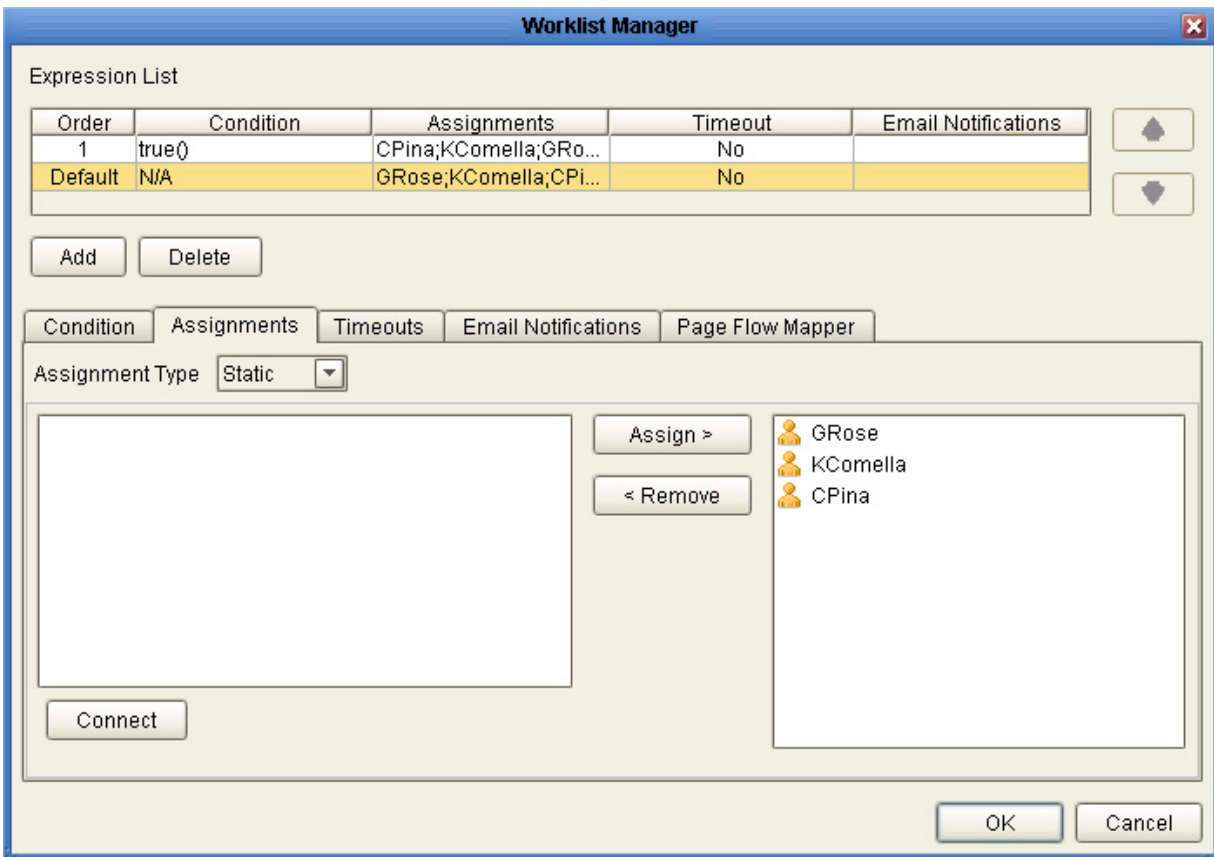 Worklist Manager
Expression List
Order Condition Assignments Timeout Email Notifications
1 true() CPina;KComella;GRo... No
Default N/A GRose;KComella;CPi... No
Add Delete
Condition Assignments Timeouts Email Notifications Page Flow Mapper
Assignment Type Static
Assign > GRose
KComella
< Remove CPina
Connect
OK Cancel